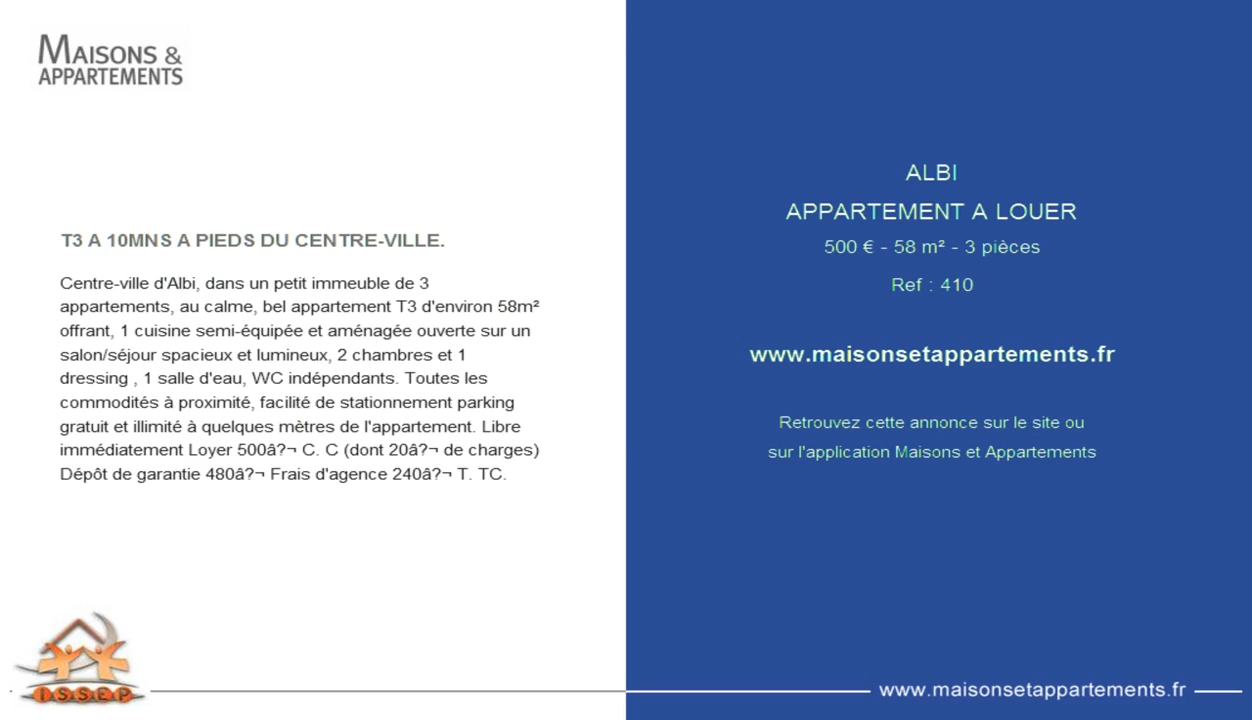 MAISONS &
APPARTEMENTS
T3 A 10MNS A PIEDS DU CENTRE-VILLE.
Centre-ville d'Albi, dans un petit immeuble de 3
appartements, au calme, bel appartement T3 d'environ 58m²
offrant, 1 cuisine semi-équipée et aménagée ouverte sur un
salon/séjour spacieux et lumineux, 2 chambres et 1
dressing , 1 salle d'eau, WC indépendants. Toutes les
commodités à proximité, facilité de stationnement parking
gratuit et illimité à quelques mètres de l'appartement. Libre
immédiatement Loyer 500â?¬ C. C (dont 20â?¬ de charges)
Dépôt de garantie 480â?¬ Frais d'agence 240â?¬ T. TC.
ISSEP
ALBI
APPARTEMENT A LOUER
500 € - 58 m² - 3 pièces
Ref : 410
www.maisonsetappartements.fr
Retrouvez cette annonce sur le site ou
sur l'application Maisons et Appartements
www.maisonsetappartements.fr